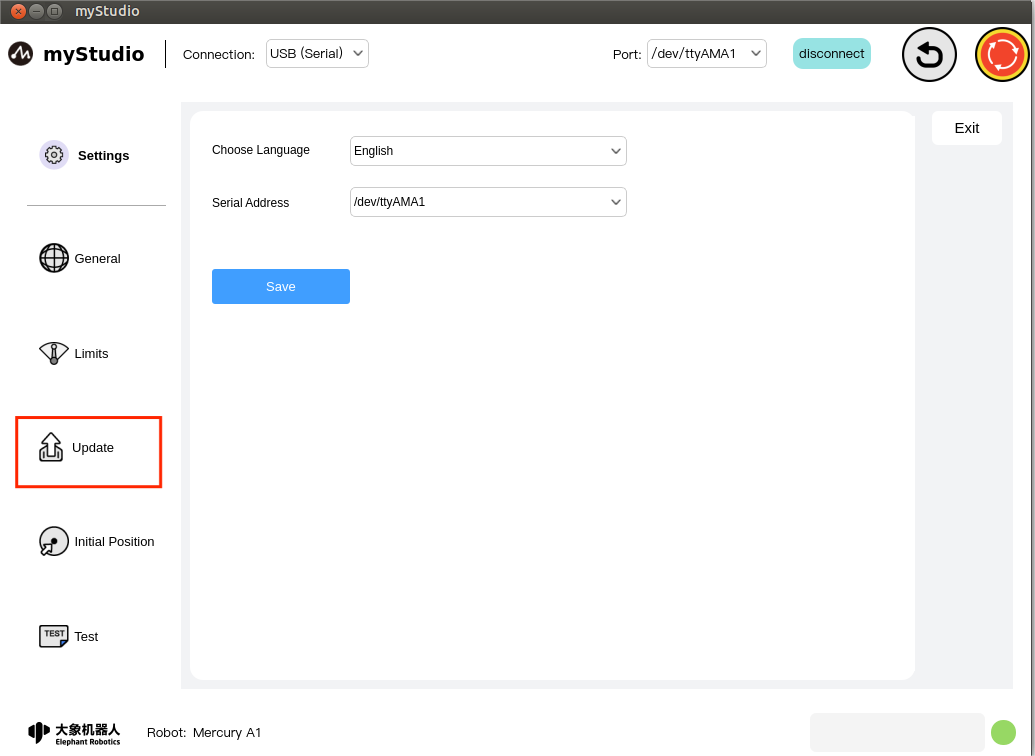 myStudio
myStudio
Connection: USB (Serial)
Port: /dev/ttyAMA1
disconnect
Settings
General
Limits
Update
Initial Position
TEST Test
Choose Language English
Serial Address /dev/ttyAMA1
Save
Exit
大象机器人
Elephant Robotics
Robot: Mercury A1